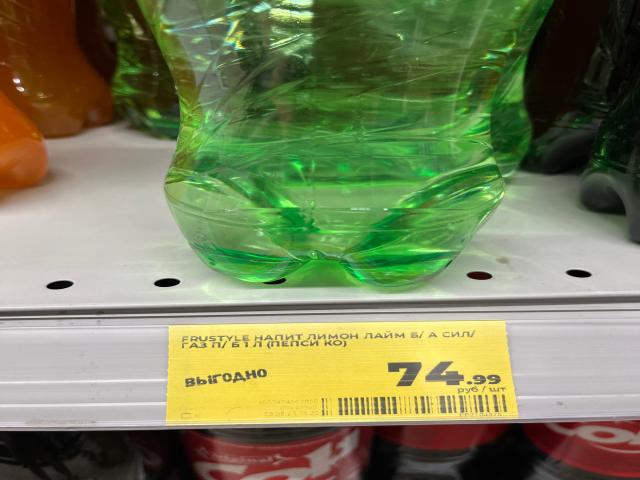 FRUSTYLE НАПИТ ЛИМОН ЛАЙМ Б/ А СИЛ/
ГАЗ П/ Б 1 Л (ПЕПСИ КО)
ВЫГОДНО
74.99
руб / шт